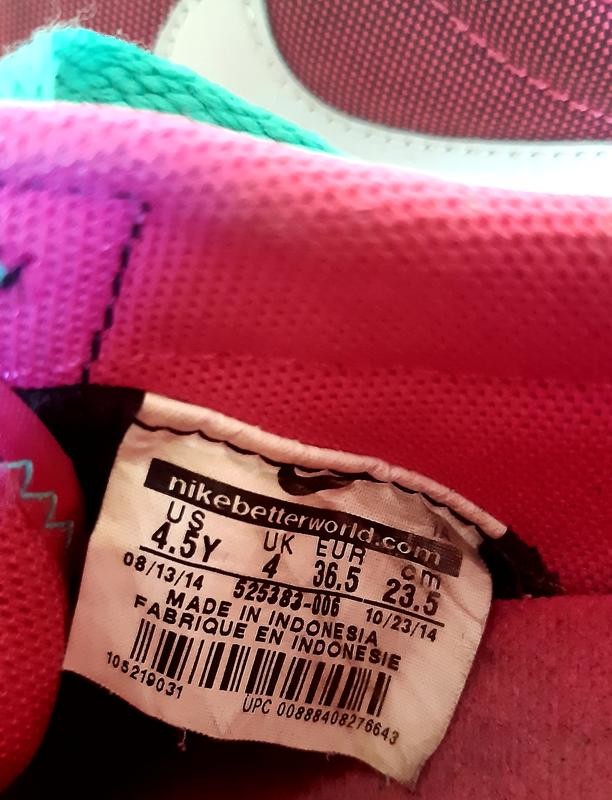 nikebetterworld.com
US UK EUR cm
4.5Y 4 36.5 23.5
08/13/14 525383-006 10/23/14
MADE IN INDONESIA
FABRIQUE EN INDONESIE
105219031 UPC 00888408276643